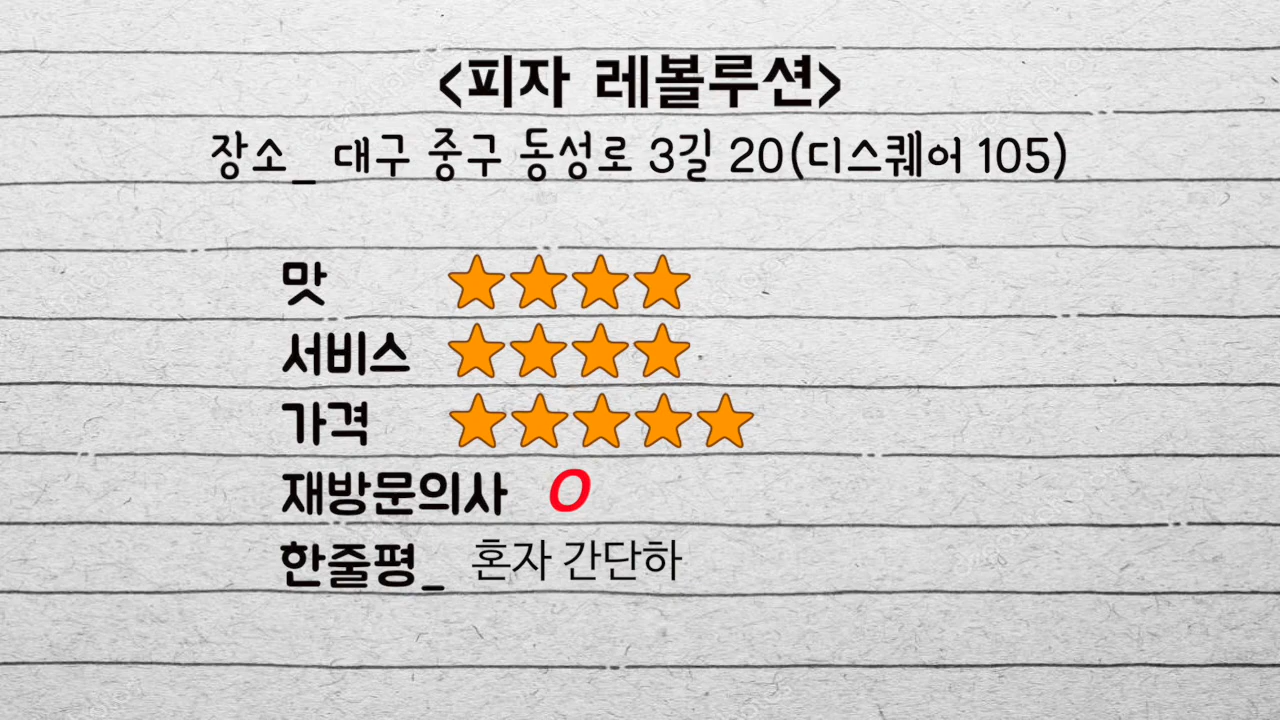 <피자 레볼루션>
장소_ 대구 중구 동성로 3길 20(디스퀘어 105)
맛 ★★★★
서비스 ★★★★
가격 ★★★★★
재방문의사 O
한줄평_ 혼자 간단하